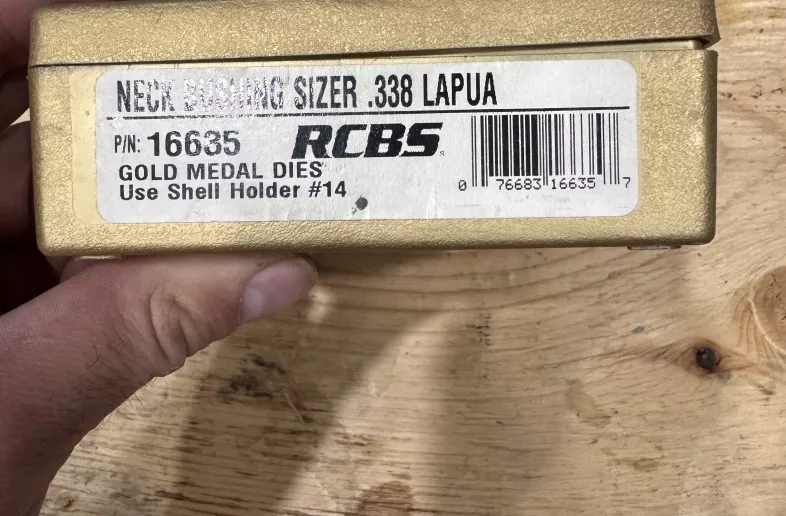 NECK BUSHING SIZER .338 LAPUA
P/N: 16635 RCBS
GOLD MEDAL DIES
Use Shell Holder #14
0 76683 16635 7